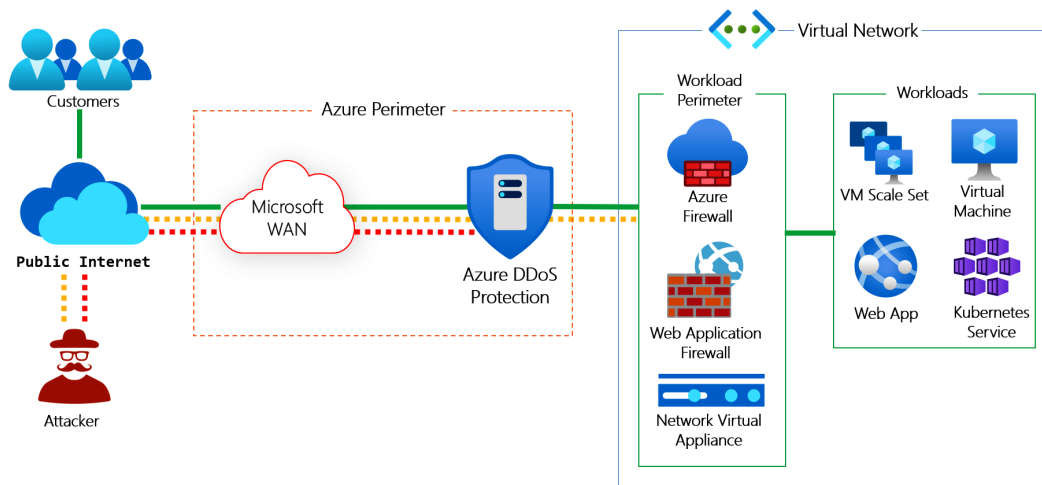 Virtual Network
Customers
Azure Perimeter
Workload
Perimeter
Workloads
Microsoft
WAN
Azure DDoS
Protection
Public Internet
Attacker
Azure
Firewall
Web Application
Firewall
Network Virtual
Appliance
VM Scale Set
Virtual
Machine
Web App
Kubernetes
Service